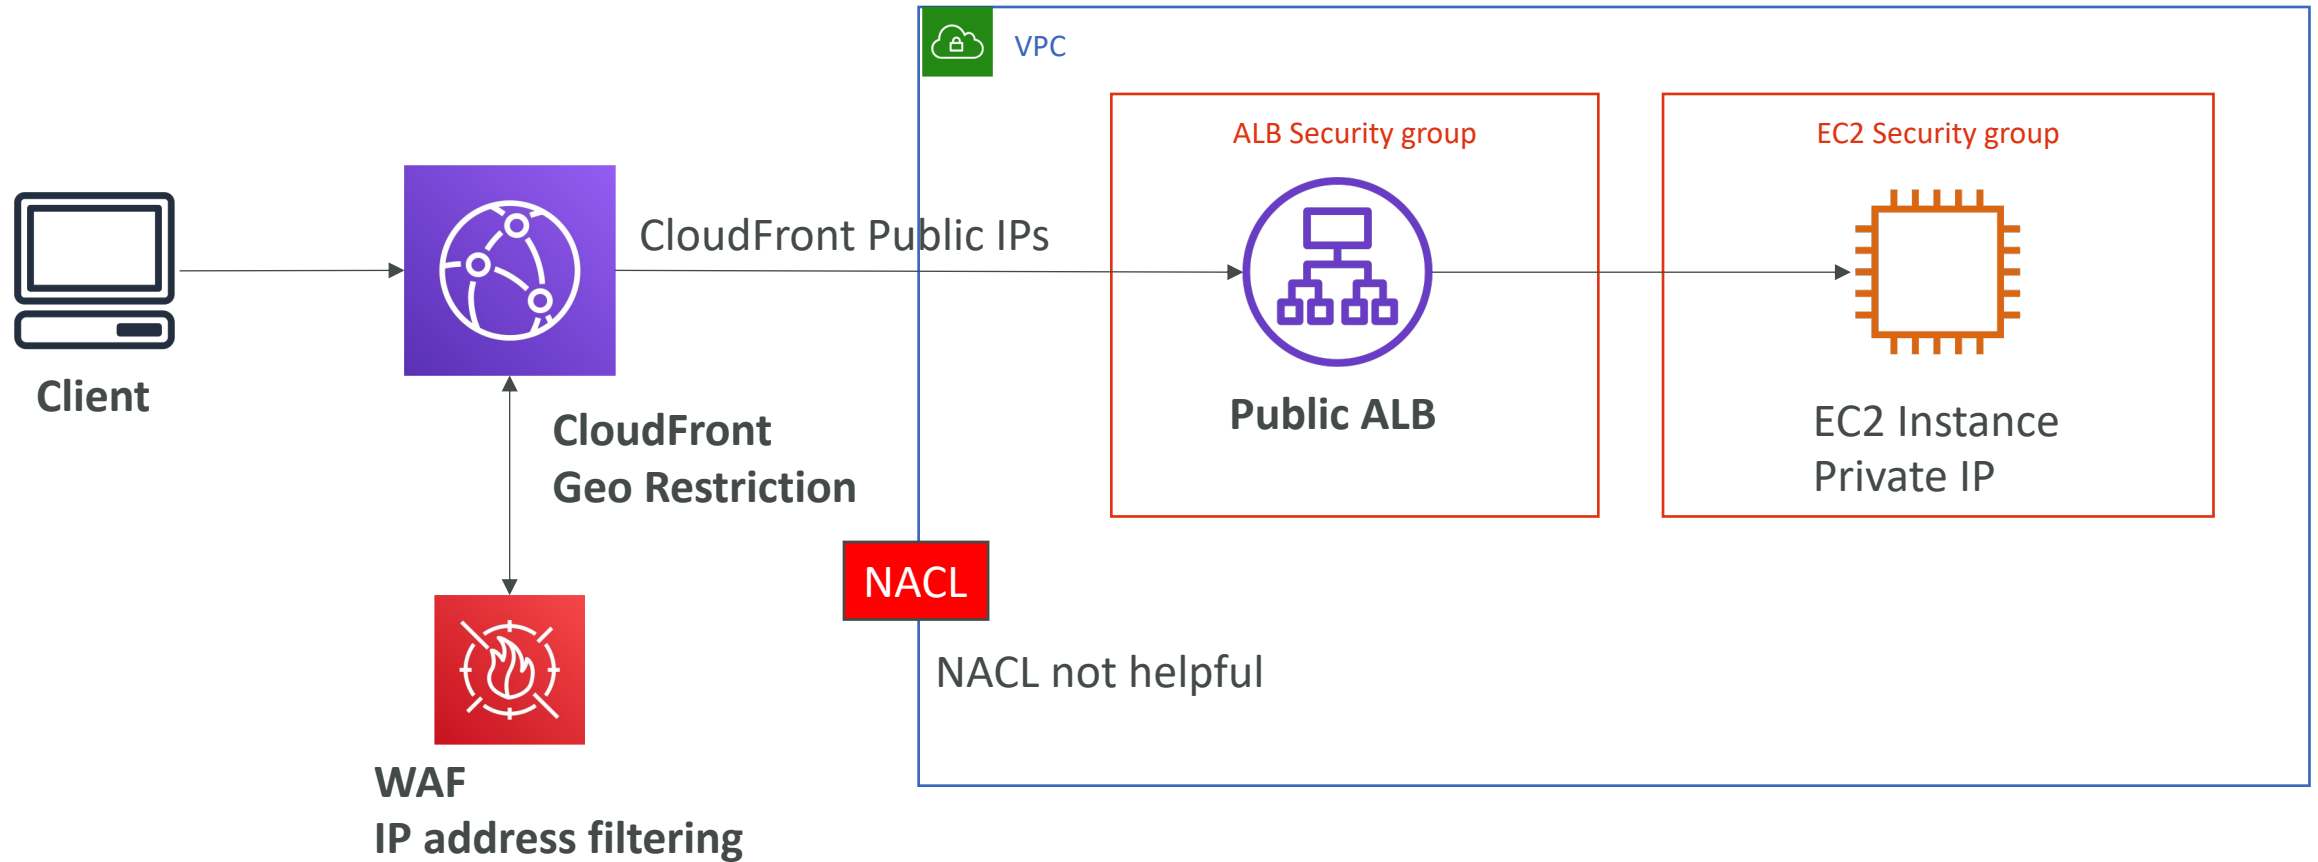 VPC
ALB Security group
EC2 Security group
CloudFront Public IPs
Client
CloudFront
Geo Restriction
Public ALB
EC2 Instance
Private IP
NACL
NACL not helpful
WAF
IP address filtering